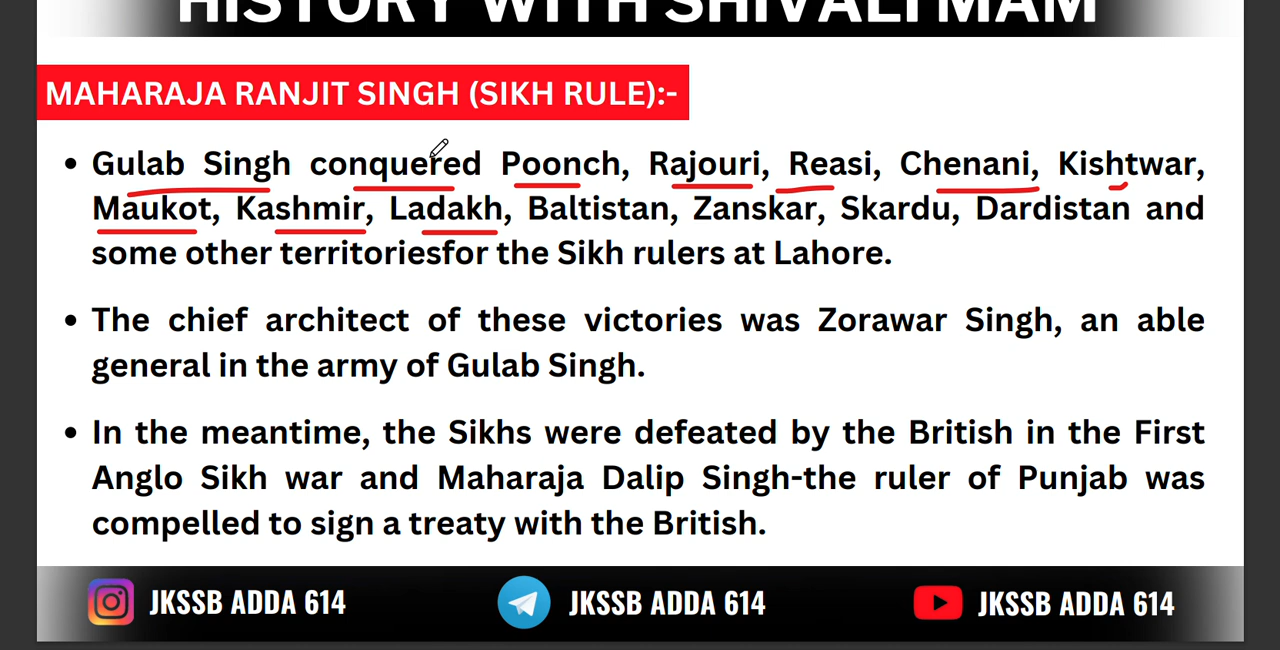 HISTORY WITH SHIVALI MAM
MAHARAJA RANJIT SINGH (SIKH RULE):-
• Gulab Singh conquered Poonch, Rajouri, Reasi, Chenani, Kishtwar,
Maukot, Kashmir, Ladakh, Baltistan, Zanskar, Skardu, Dardistan and
some other territoriesfor the Sikh rulers at Lahore.
• The chief architect of these victories was Zorawar Singh, an able
general in the army of Gulab Singh.
• In the meantime, the Sikhs were defeated by the British in the First
Anglo Sikh war and Maharaja Dalip Singh-the ruler of Punjab was
compelled to sign a treaty with the British.
JKSSB ADDA 614 JKSSB ADDA 614 JKSSB ADDA 614